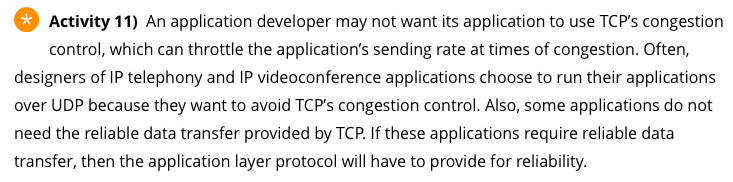 * Activity 11) An application developer may not want its application to use TCP’s congestion
control, which can throttle the application’s sending rate at times of congestion. Often,
designers of IP telephony and IP videoconference applications choose to run their applications
over UDP because they want to avoid TCP’s congestion control. Also, some applications do not
need the reliable data transfer provided by TCP. If these applications require reliable data
transfer, then the application layer protocol will have to provide for reliability.